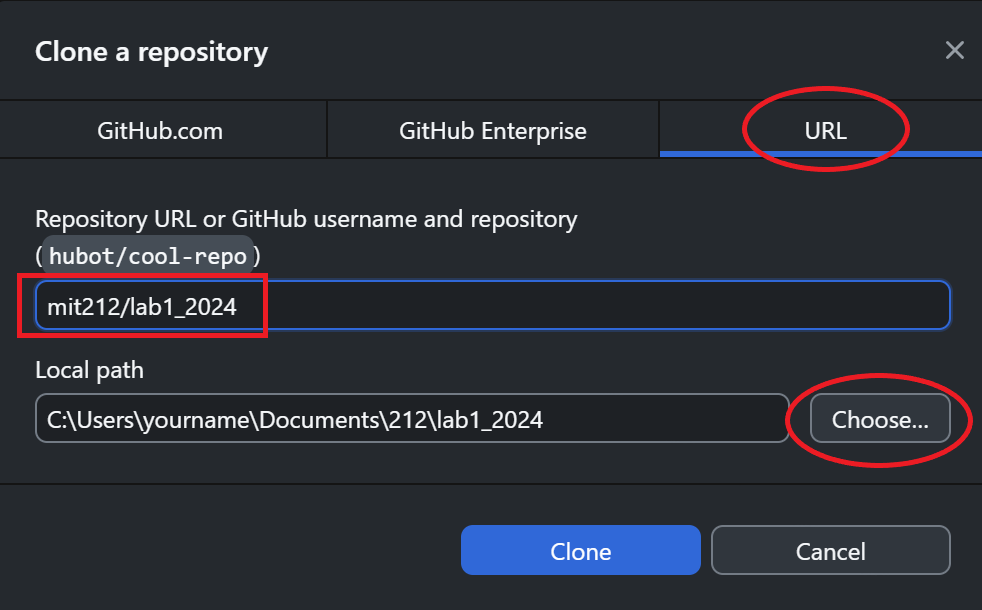 Clone a repository
GitHub.com
GitHub Enterprise
URL
Repository URL or GitHub username and repository
(hubot/cool-repo)
mit212/lab1_2024
Local path
C:\Users\yourname\Documents\212\lab1_2024
Choose...
Clone
Cancel